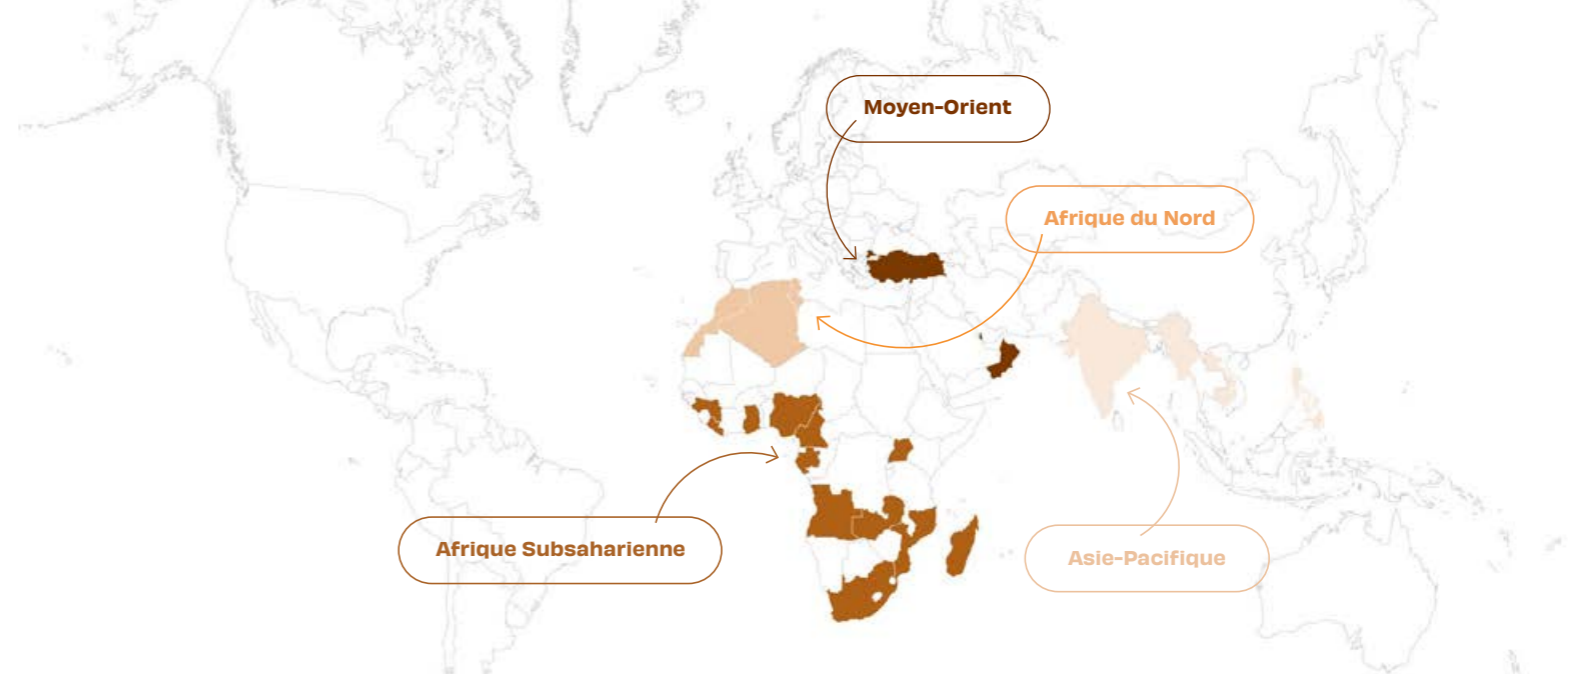 Moyen-Orient
Afrique du Nord
Afrique Subsaharienne
Asie-Pacifique